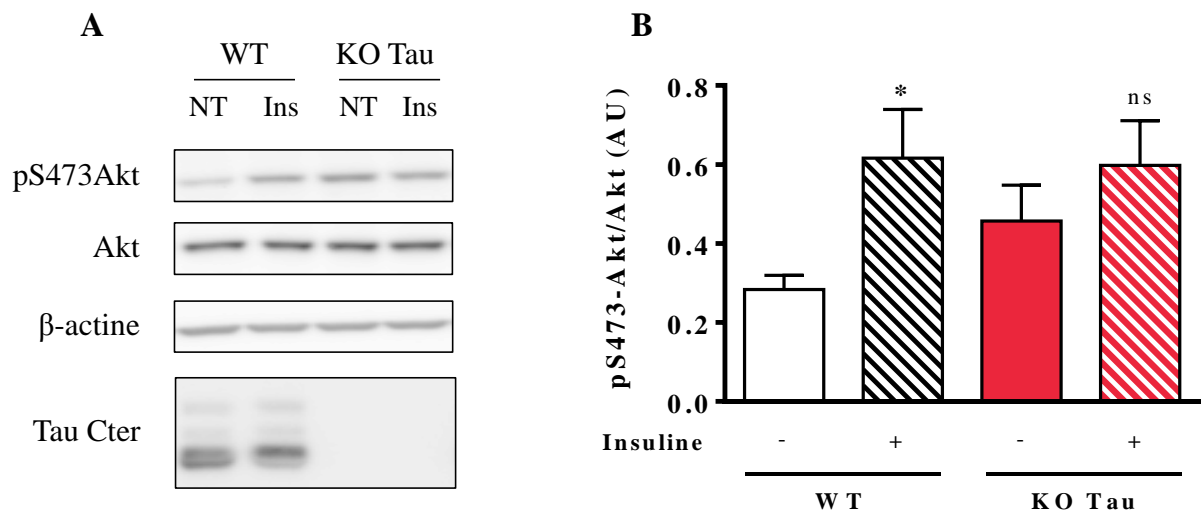 A
WT KO Tau
NT Ins NT Ins
pS473Akt
Akt
β-actine
Tau Cter
B
pS473-Akt/Akt (AU)
0.8
0.6
0.4
0.2
0.0
* ns
Insuline - + - +
WT KO Tau